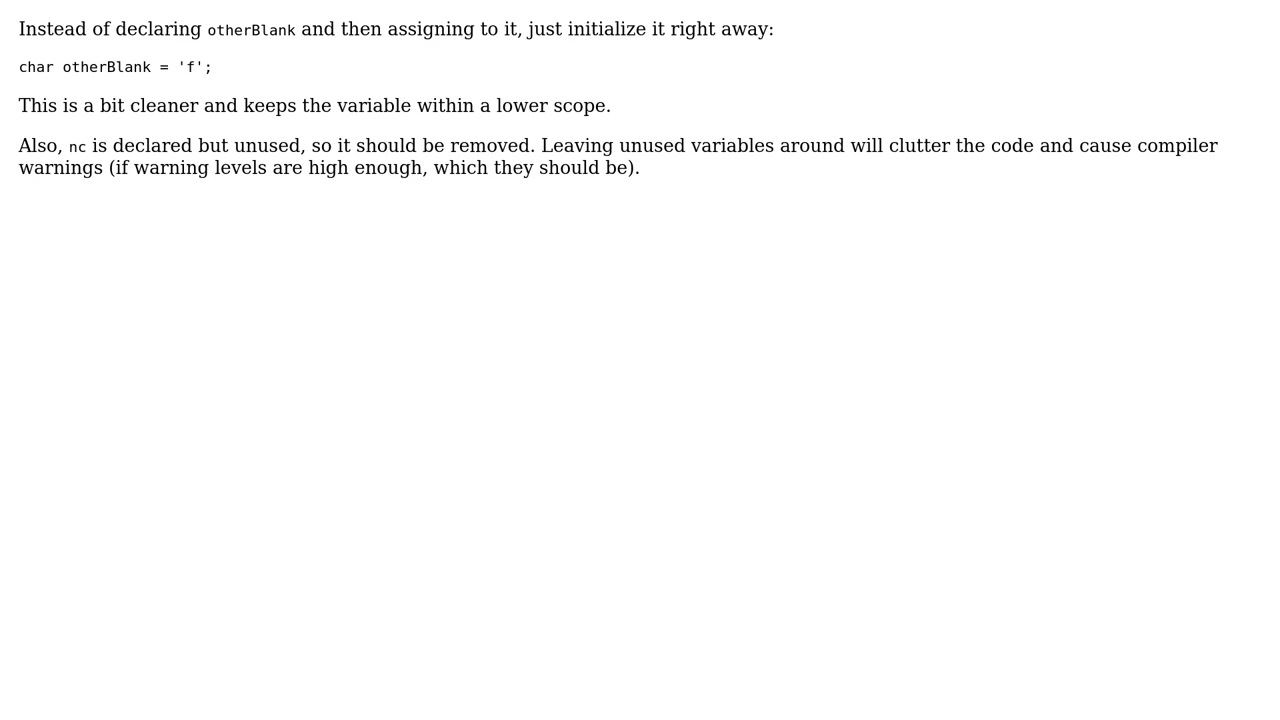 Instead of declaring otherBlank and then assigning to it, just initialize it right away:
char otherBlank = 'f';
This is a bit cleaner and keeps the variable within a lower scope.
Also, nc is declared but unused, so it should be removed. Leaving unused variables around will clutter the code and cause compiler
warnings (if warning levels are high enough, which they should be).